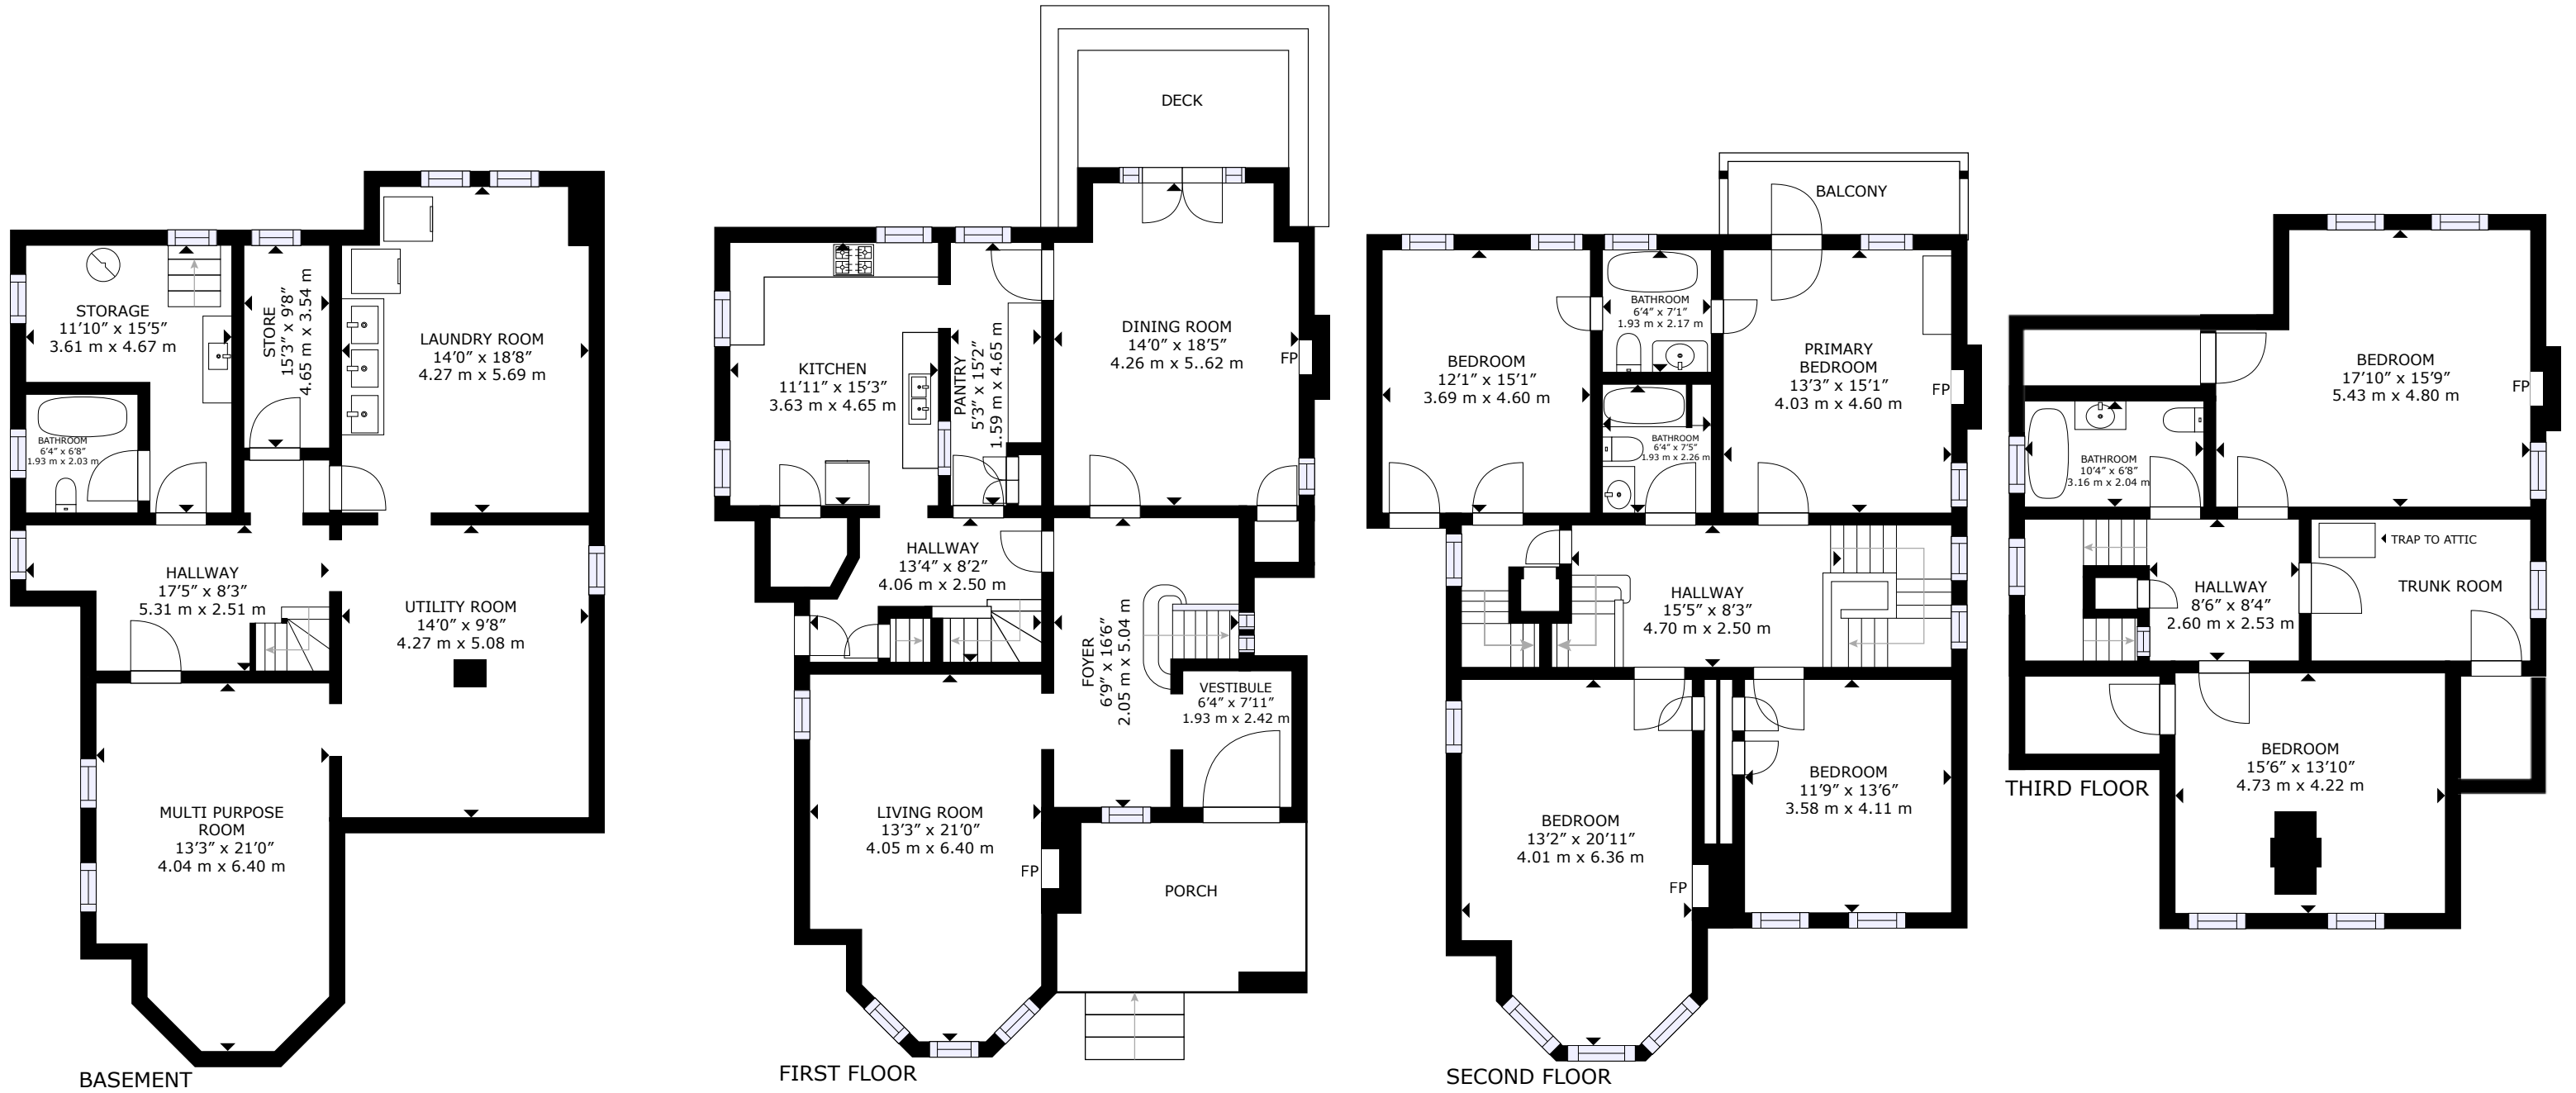 STORAGE
11'10" x 15'5"
3.61 m x 4.67 m
STORE
15'3" x 9'8"
4.65 m x 3.54 m
LAUNDRY ROOM
14'0" x 18'8"
4.27 m x 5.69 m
BATHROOM
6'4" x 6'8"
1.93 m x 2.03 m
HALLWAY
17'5" x 8'3"
5.31 m x 2.51 m
UTILITY ROOM
14'0" x 9'8"
4.27 m x 5.08 m
MULTI PURPOSE
ROOM
13'3" x 21'0"
4.04 m x 6.40 m
BASEMENT
DECK
KITCHEN
11'11" x 15'3"
3.63 m x 4.65 m
PANTRY
5'3" x 15'2"
1.59 m x 4.65 m
DINING ROOM
14'0" x 18'5"
4.26 m x 5..62 m
FP
HALLWAY
13'4" x 8'2"
4.06 m x 2.50 m
FOYER
6'9" x 16'6"
2.05 m x 5.04 m
VESTIBULE
6'4" x 7'11"
1.93 m x 2.42 m
LIVING ROOM
13'3" x 21'0"
4.05 m x 6.40 m
FP
PORCH
FIRST FLOOR
BALCONY
BEDROOM
12'1" x 15'1"
3.69 m x 4.60 m
BATHROOM
6'4" x 7'1"
1.93 m x 2.17 m
BATHROOM
6'4" x 7'5"
1.93 m x 2.26 m
PRIMARY
BEDROOM
13'3" x 15'1"
4.03 m x 4.60 m
FP
HALLWAY
15'5" x 8'3"
4.70 m x 2.50 m
BEDROOM
13'2" x 20'11"
4.01 m x 6.36 m
FP
BEDROOM
11'9" x 13'6"
3.58 m x 4.11 m
SECOND FLOOR
BEDROOM
17'10" x 15'9"
5.43 m x 4.80 m
FP
BATHROOM
10'4" x 6'8"
3.16 m x 2.04 m
TRAP TO ATTIC
TRUNK ROOM
HALLWAY
8'6" x 8'4"
2.60 m x 2.53 m
BEDROOM
15'6" x 13'10"
4.73 m x 4.22 m
THIRD FLOOR